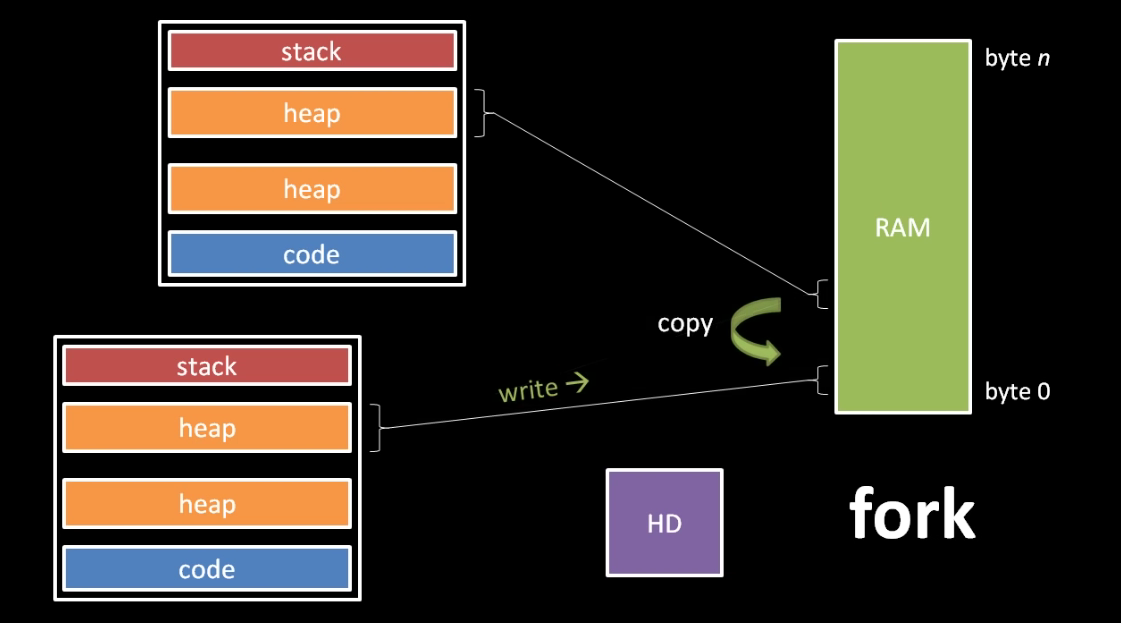 stack
heap
heap
code
stack
heap
heap
code
write →
copy
RAM
byte n
byte 0
HD
fork